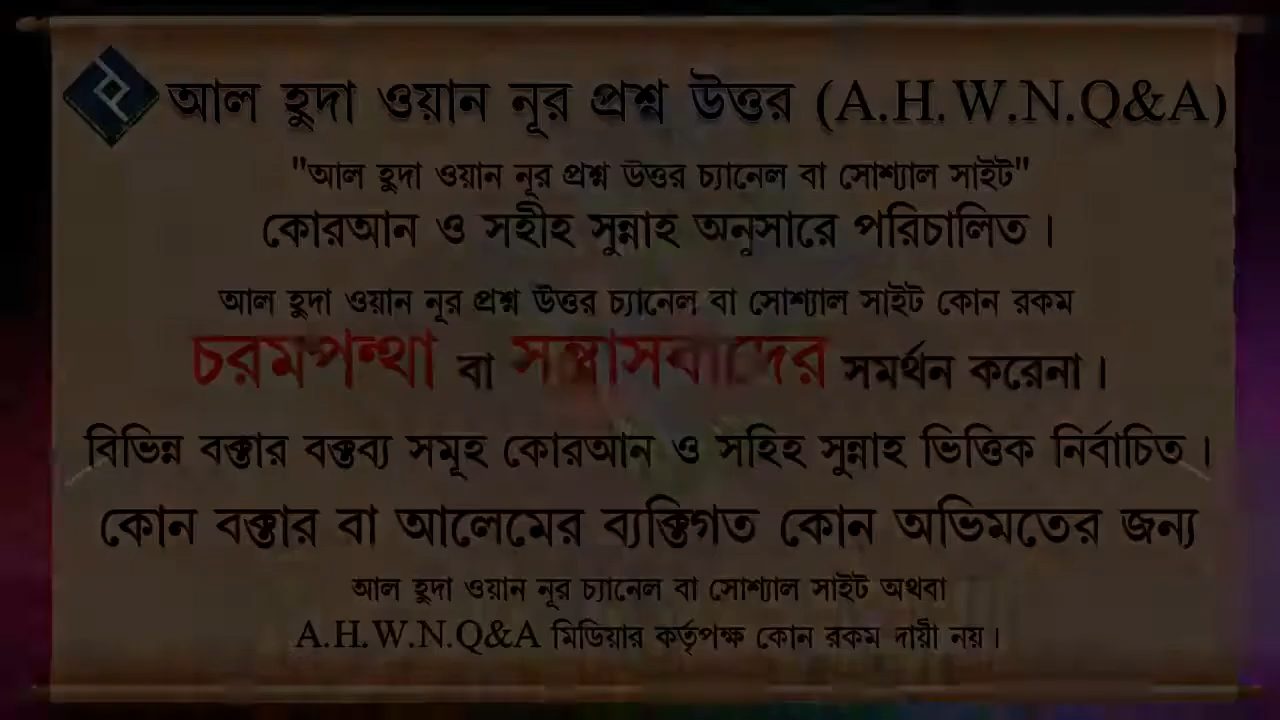 আল হুদা ওয়ান নূর প্রশ্ন উত্তর (A.H.W.N.Q&A)
"আল হুদা ওয়ান নূর প্রশ্ন উত্তর চ্যানেল বা সোশ্যাল সাইট"
কোরআন ও সহীহ সুন্নাহ অনুসারে পরিচালিত ।
আল হুদা ওয়ান নূর প্রশ্ন উত্তর চ্যানেল বা সোশ্যাল সাইট কোন রকম
চরমপন্থা বা সন্ত্রাসবাদের সমর্থন করেনা ।
বিভিন্ন বক্তার বক্তব্য সমূহ কোরআন ও সহিহ সুন্নাহ ভিত্তিক নির্বাচিত ।
কোন বক্তার বা আলেমের ব্যক্তিগত কোন অভিমতের জন্য
আল হুদা ওয়ান নূর চ্যানেল বা সোশ্যাল সাইট অথবা
A.H.W.N.Q&A মিডিয়ার কর্তৃপক্ষ কোন রকম দায়ী নয় ।